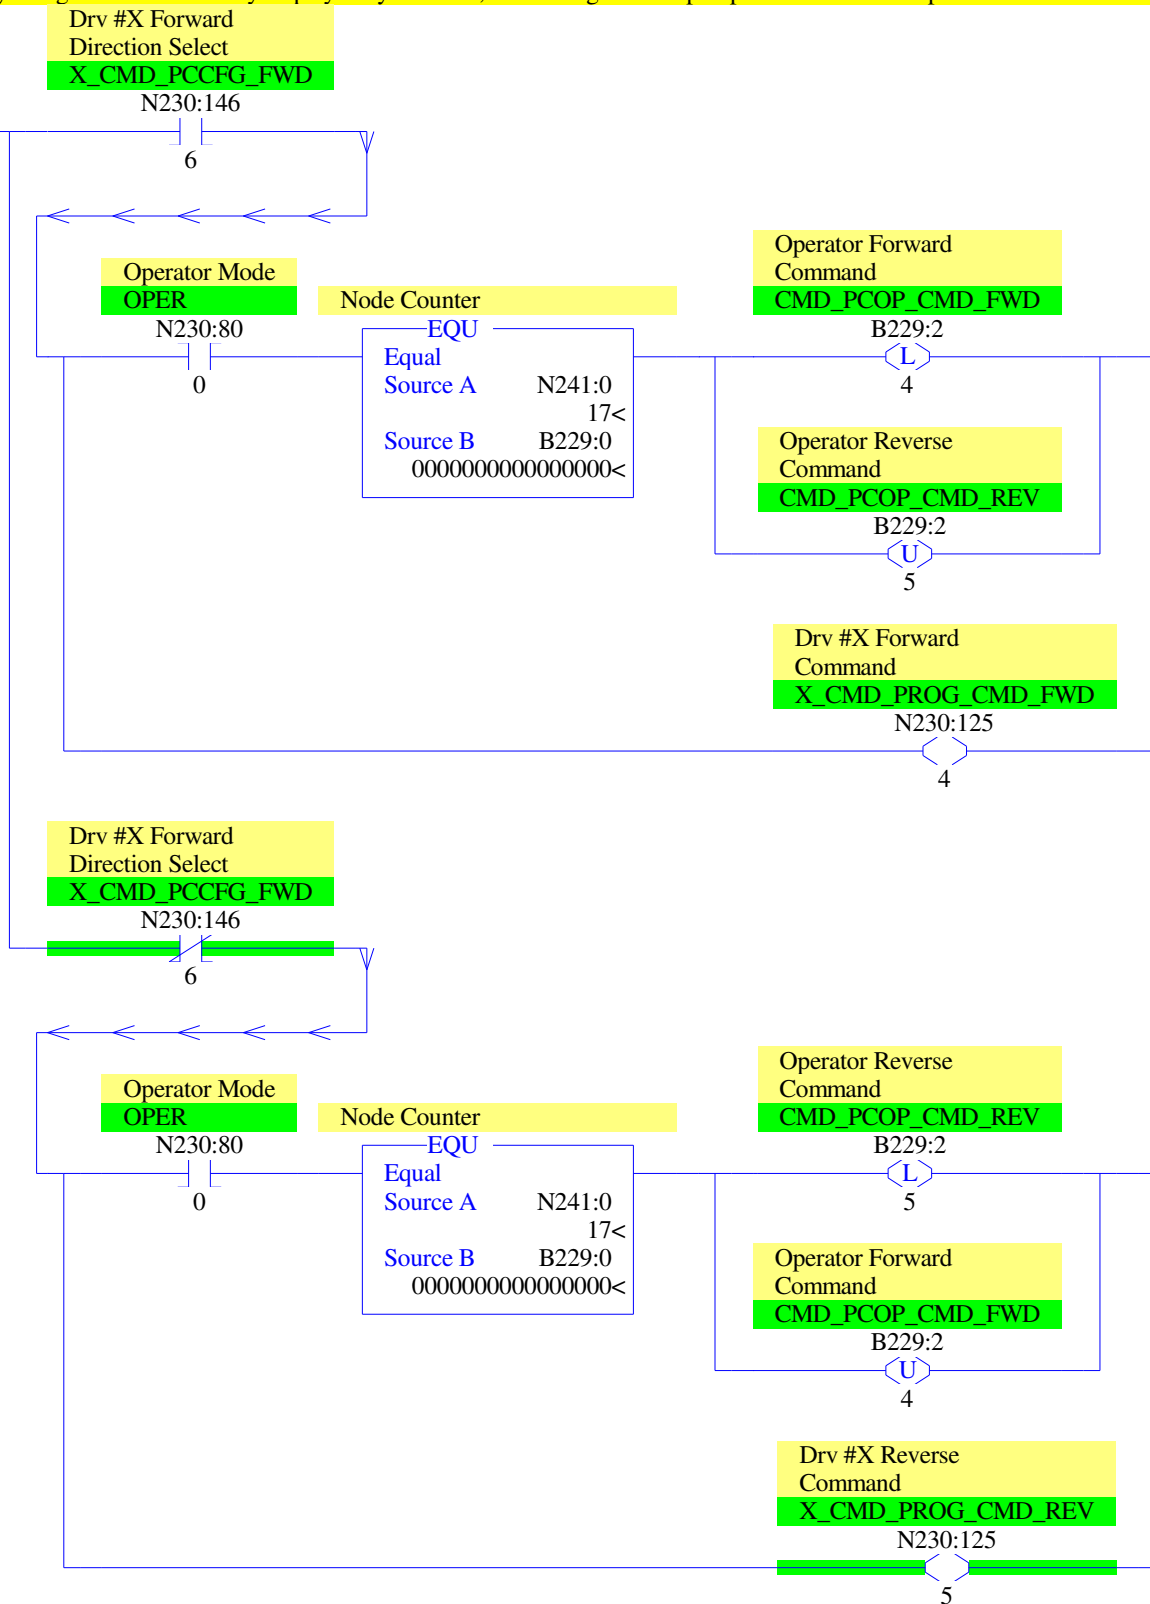 Drv #X Forward
Direction Select
X_CMD_PCCFG_FWD
N230:146
6
Operator Mode
OPER
N230:80
0
Node Counter
EQU
Equal
Source A N241:0
17<
Source B B229:0
0000000000000000<
Operator Forward
Command
CMD_PCOP_CMD_FWD
B229:2
L
4
Operator Reverse
Command
CMD_PCOP_CMD_REV
B229:2
U
5
Drv #X Forward
Command
X_CMD_PROG_CMD_FWD
N230:125
4
Drv #X Forward
Direction Select
X_CMD_PCCFG_FWD
N230:146
6
Operator Mode
OPER
N230:80
0
Node Counter
EQU
Equal
Source A N241:0
17<
Source B B229:0
0000000000000000<
Operator Reverse
Command
CMD_PCOP_CMD_REV
B229:2
L
5
Operator Forward
Command
CMD_PCOP_CMD_FWD
B229:2
U
4
Drv #X Reverse
Command
X_CMD_PROG_CMD_REV
N230:125
5